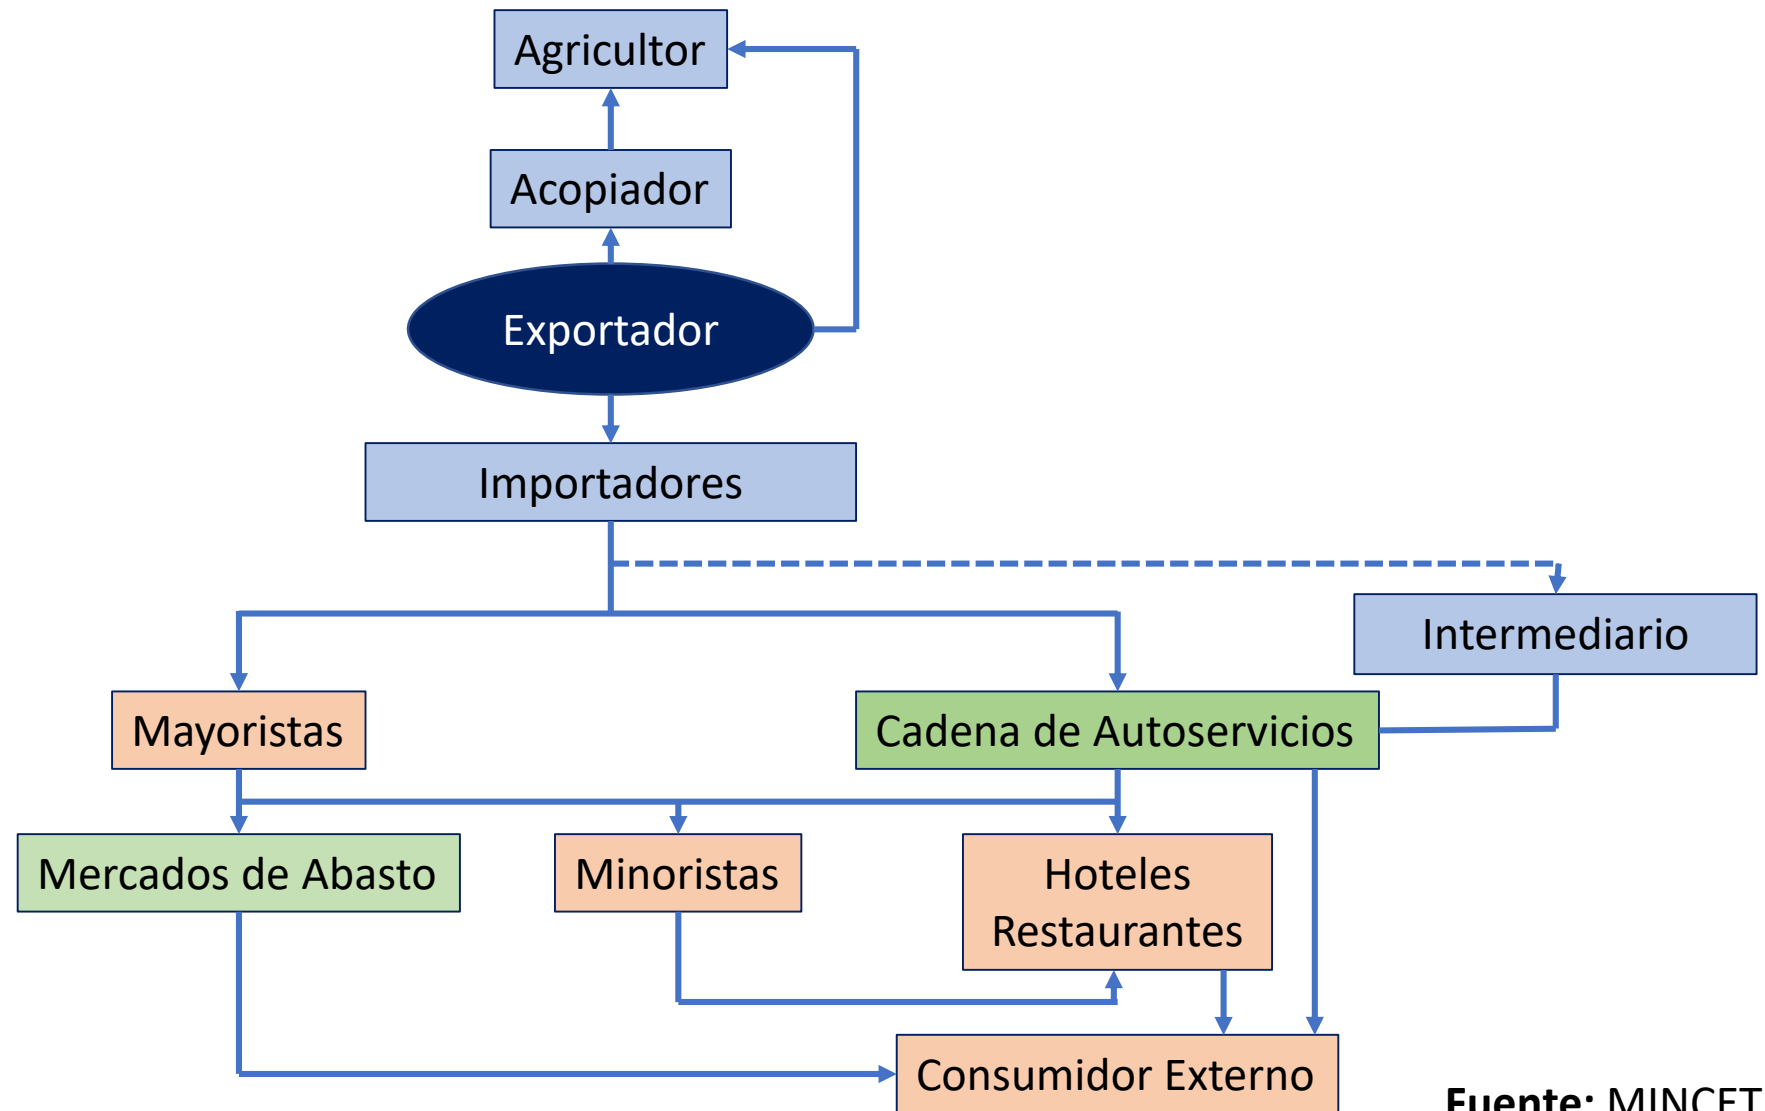 Agricultor
Acopiador
Exportador
Importadores
Intermediario
Mayoristas
Cadena de Autoservicios
Mercados de Abasto
Minoristas
Hoteles
Restaurantes
Consumidor Externo
Fuente: MINCET